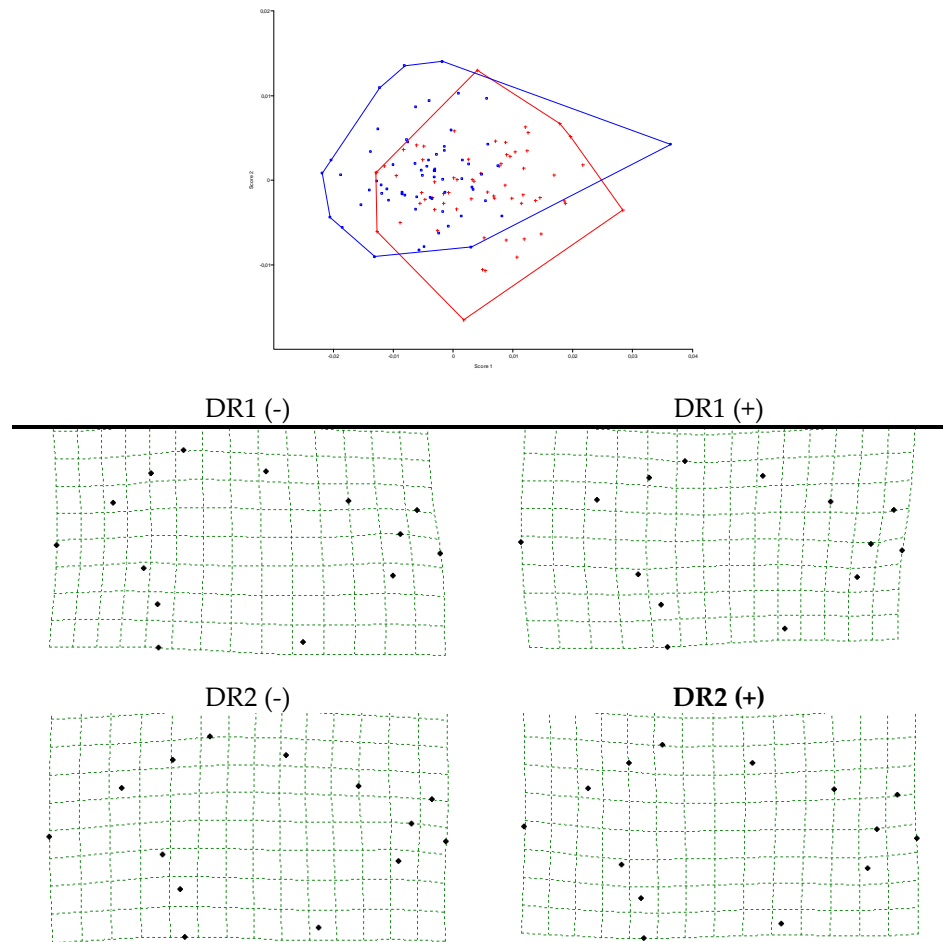 0,02
0,01
0
-0,01
Score 2
-0,02 -0,01 0 0,01 0,02 0,03 0,04
Score 1
DR1 (-) DR1 (+)
DR2 (-) DR2 (+)